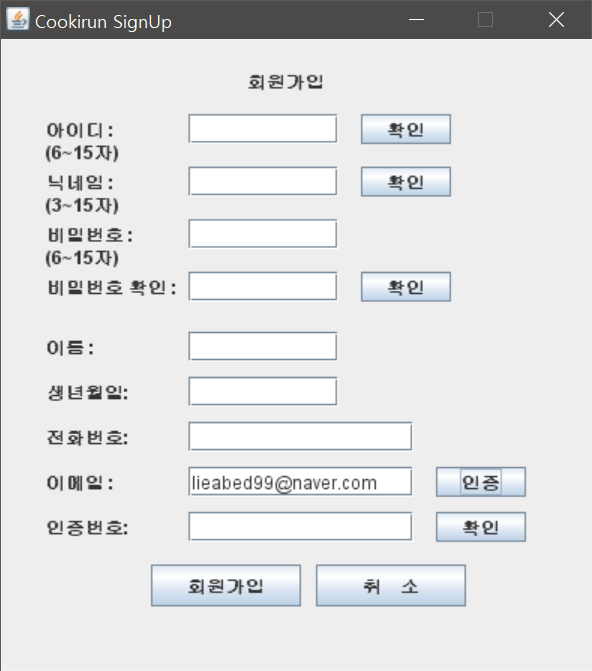 Cookirun SignUp
회원가입
아이디 : 확인
(6~15자)
닉네임 : 확인
(3~15자)
비밀번호 :
(6~15자)
비밀번호 확인 : 확인
이름 :
생년월일:
전화번호:
이메일 : lieabed99@naver.com 인증
인증번호: 확인
회원가입 취 소